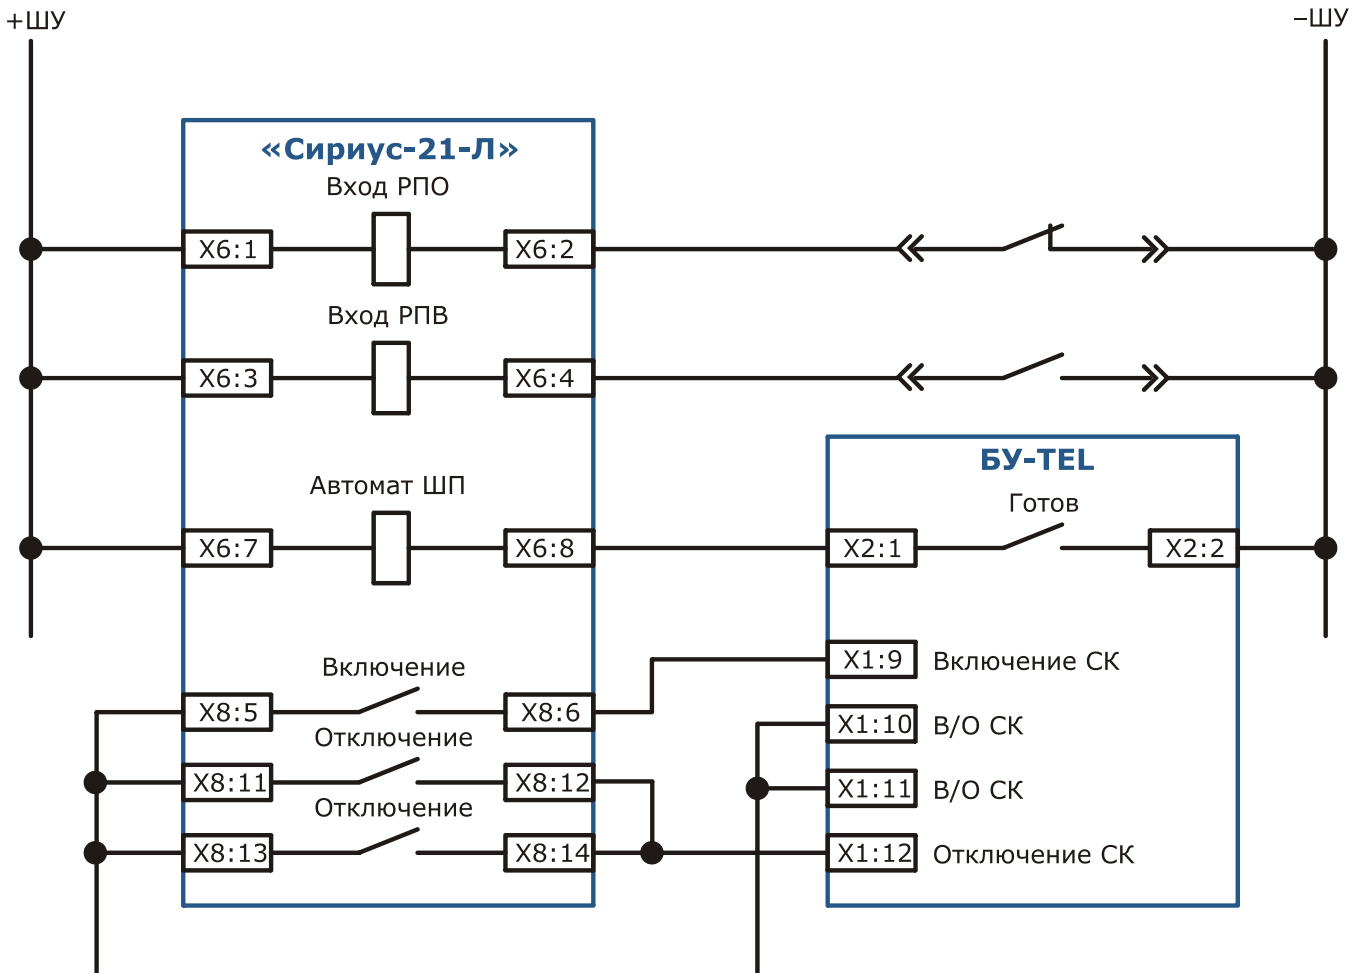 +ШУ
–ШУ
«Сириус-21-Л»
Вход РПО
X6:1
X6:2
Вход РПВ
X6:3
X6:4
БУ-TEL
Автомат ШП
Готов
X6:7
X6:8
X2:1
X2:2
Включение
X1:9 Включение СК
X8:5
X8:6
X1:10 В/О СК
Отключение
X8:11
X8:12
X1:11 В/О СК
Отключение
X8:13
X8:14
X1:12 Отключение СК